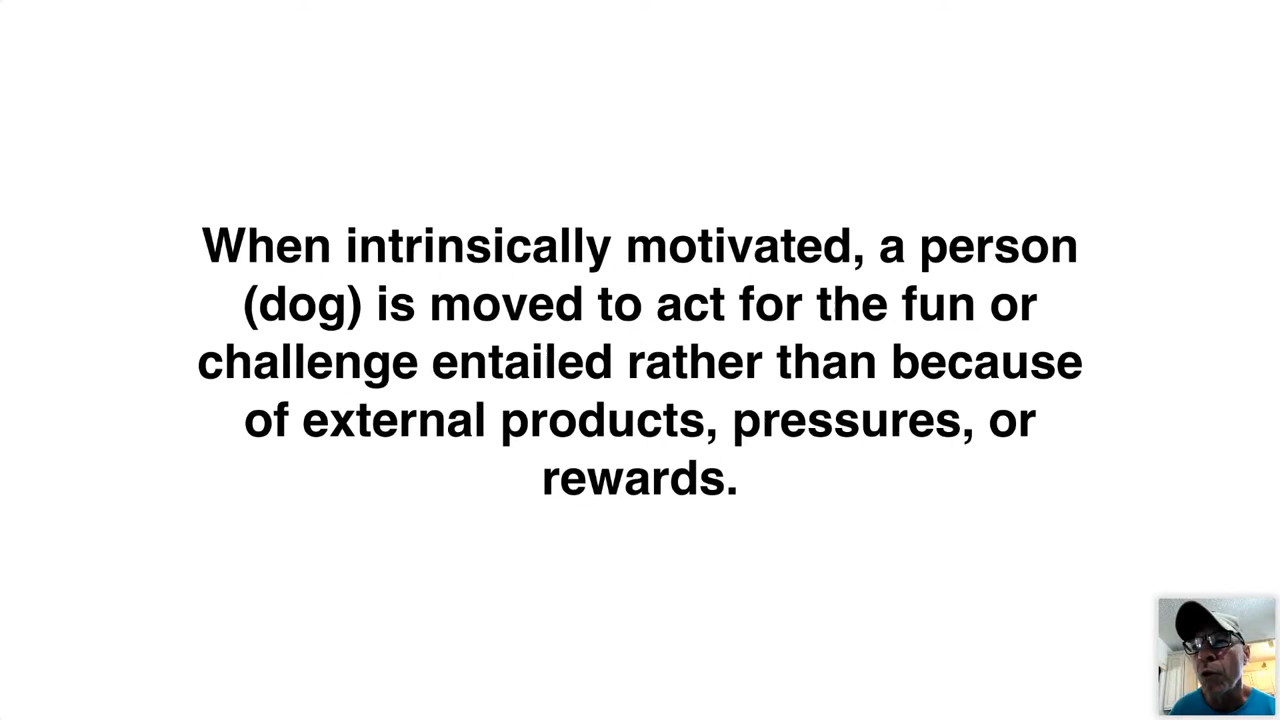 When intrinsically motivated, a person
(dog) is moved to act for the fun or
challenge entailed rather than because
of external products, pressures, or
rewards.